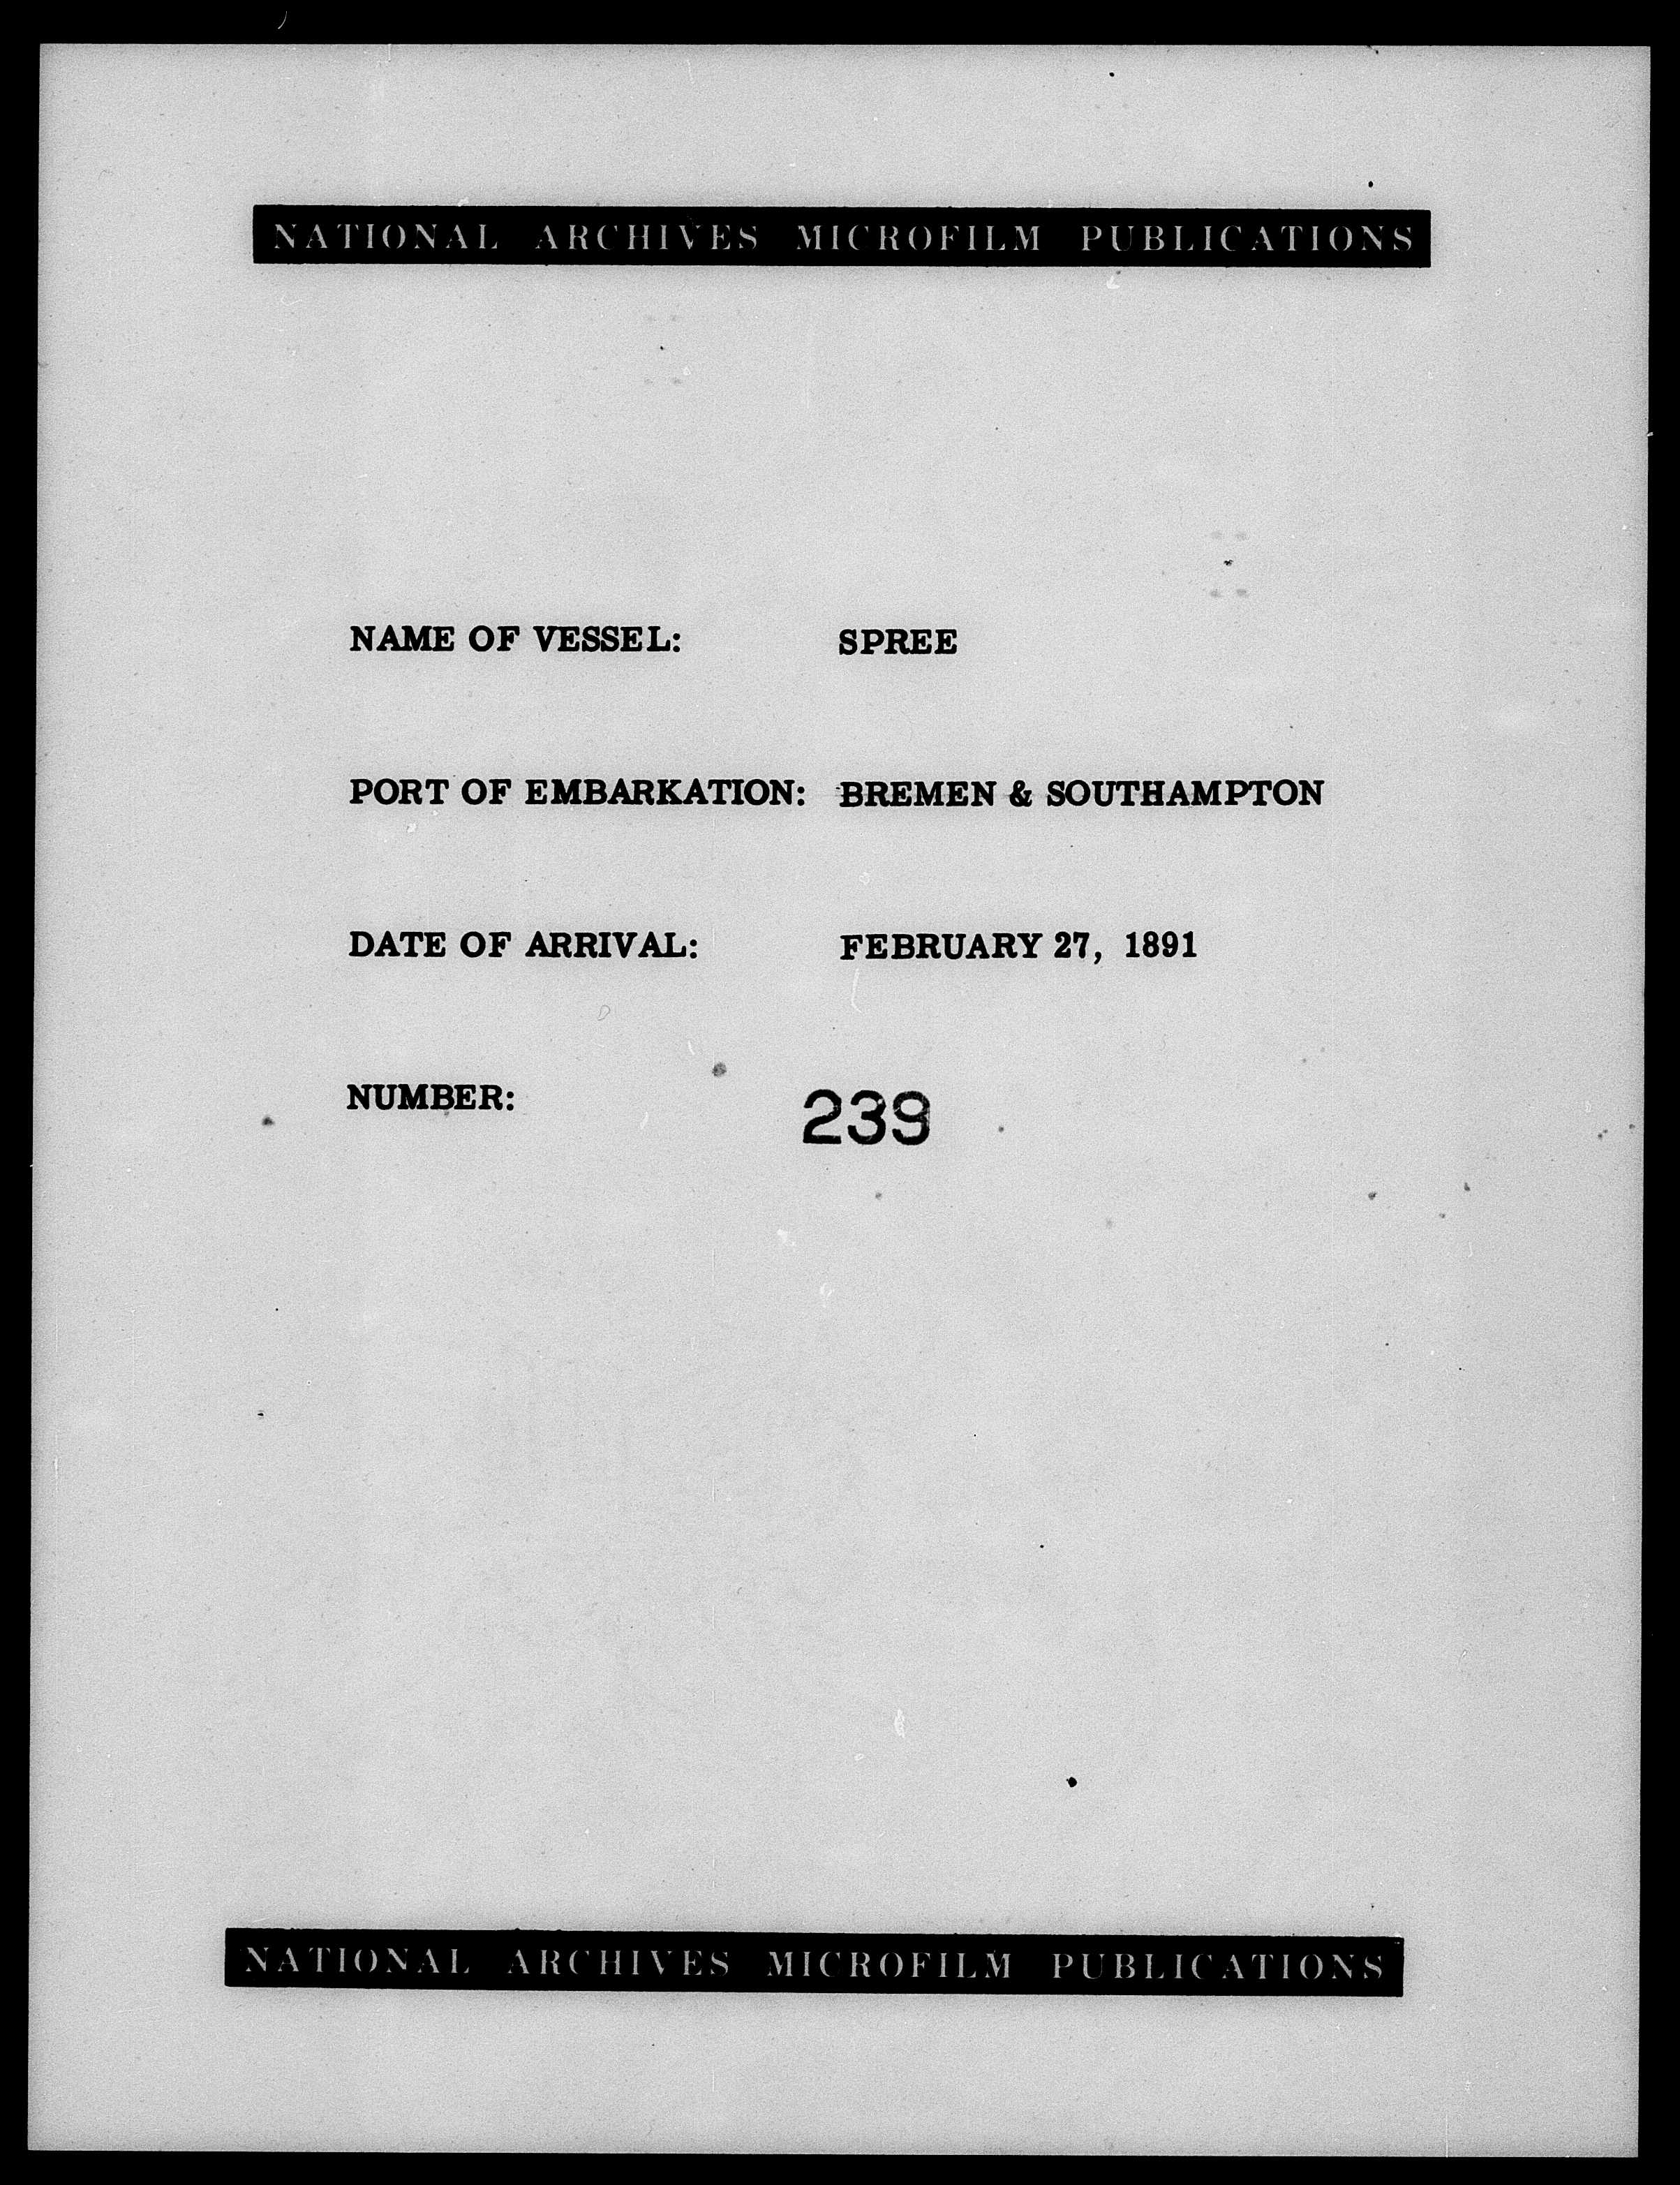 NATIONAL ARCHIVES MICROFILM PUBLICATIONS
NAME OF VESSEL: SPREE
PORT OF EMBARKATION: BREMEN & SOUTHAMPTON
DATE OF ARRIVAL: FEBRUARY 27, 1891
NUMBER: 239
NATIONAL ARCHIVES MICROFILM PUBLICATIONS